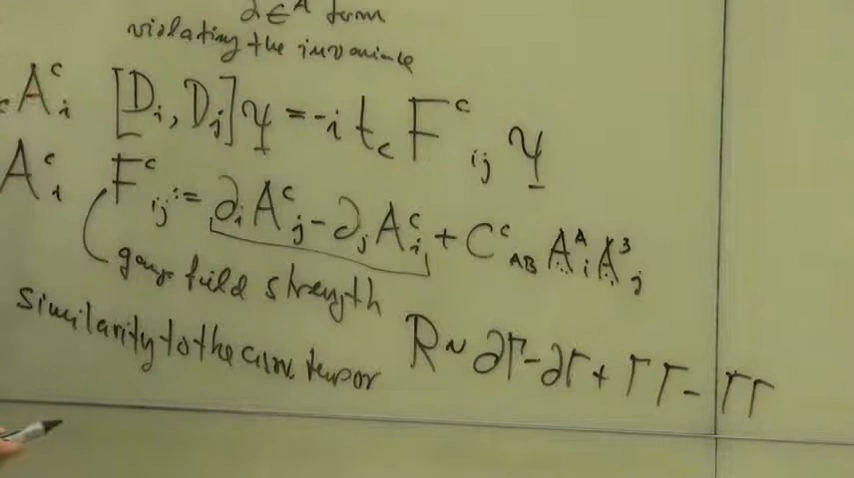 ∂ϵ^A term
violating the invariance
A^c_i [D_i, D_j]ψ = -i t_c F^c_ij ψ
A^c_i F^c_ij := ∂_i A^c_j - ∂_j A^c_i + C^c_AB A^A_i A^B_j
gauge field strength
similarity to the curv. tensor R ~ ∂Γ - ∂Γ + ΓΓ - ΓΓ